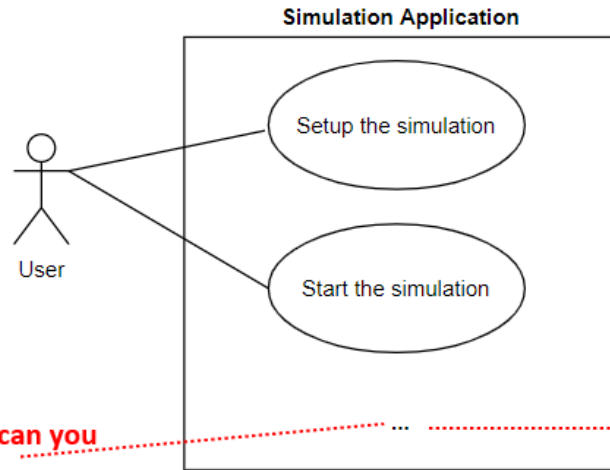 Simulation Application
Setup the simulation
User
Start the simulation
can you
...